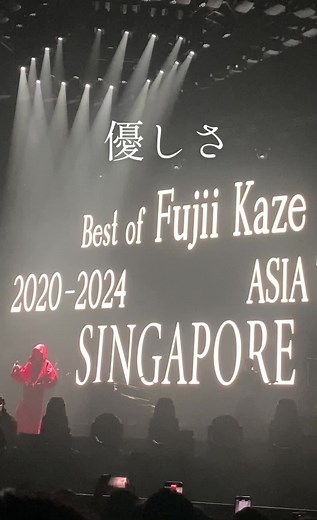 優しさ
Best of Fujii Kaze
2020-2024 ASIA
SINGAPORE